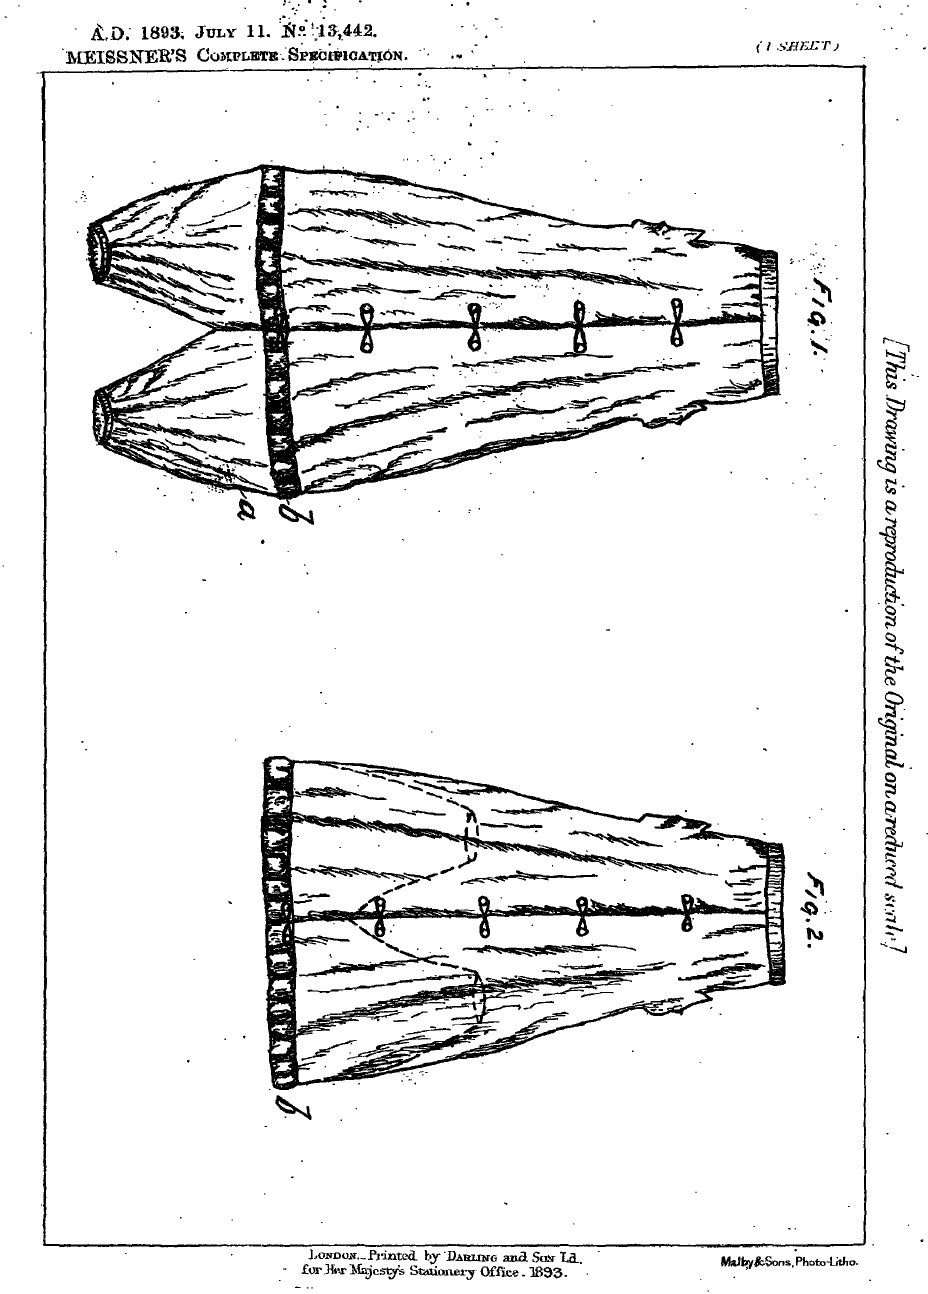 A.D. 1893. JULY 11. No. 13,442.
MEISSNER'S COMPLETE SPECIFICATION.
(1 SHEET)
FIG. 1.
a
b
[This Drawing is a reproduction of the Original on a reduced scale.]
FIG. 2.
b
LONDON. Printed by DARLING and SON Ld.
for Her Majesty's Stationery Office. 1893.
Malby & Sons, Photo-Litho.